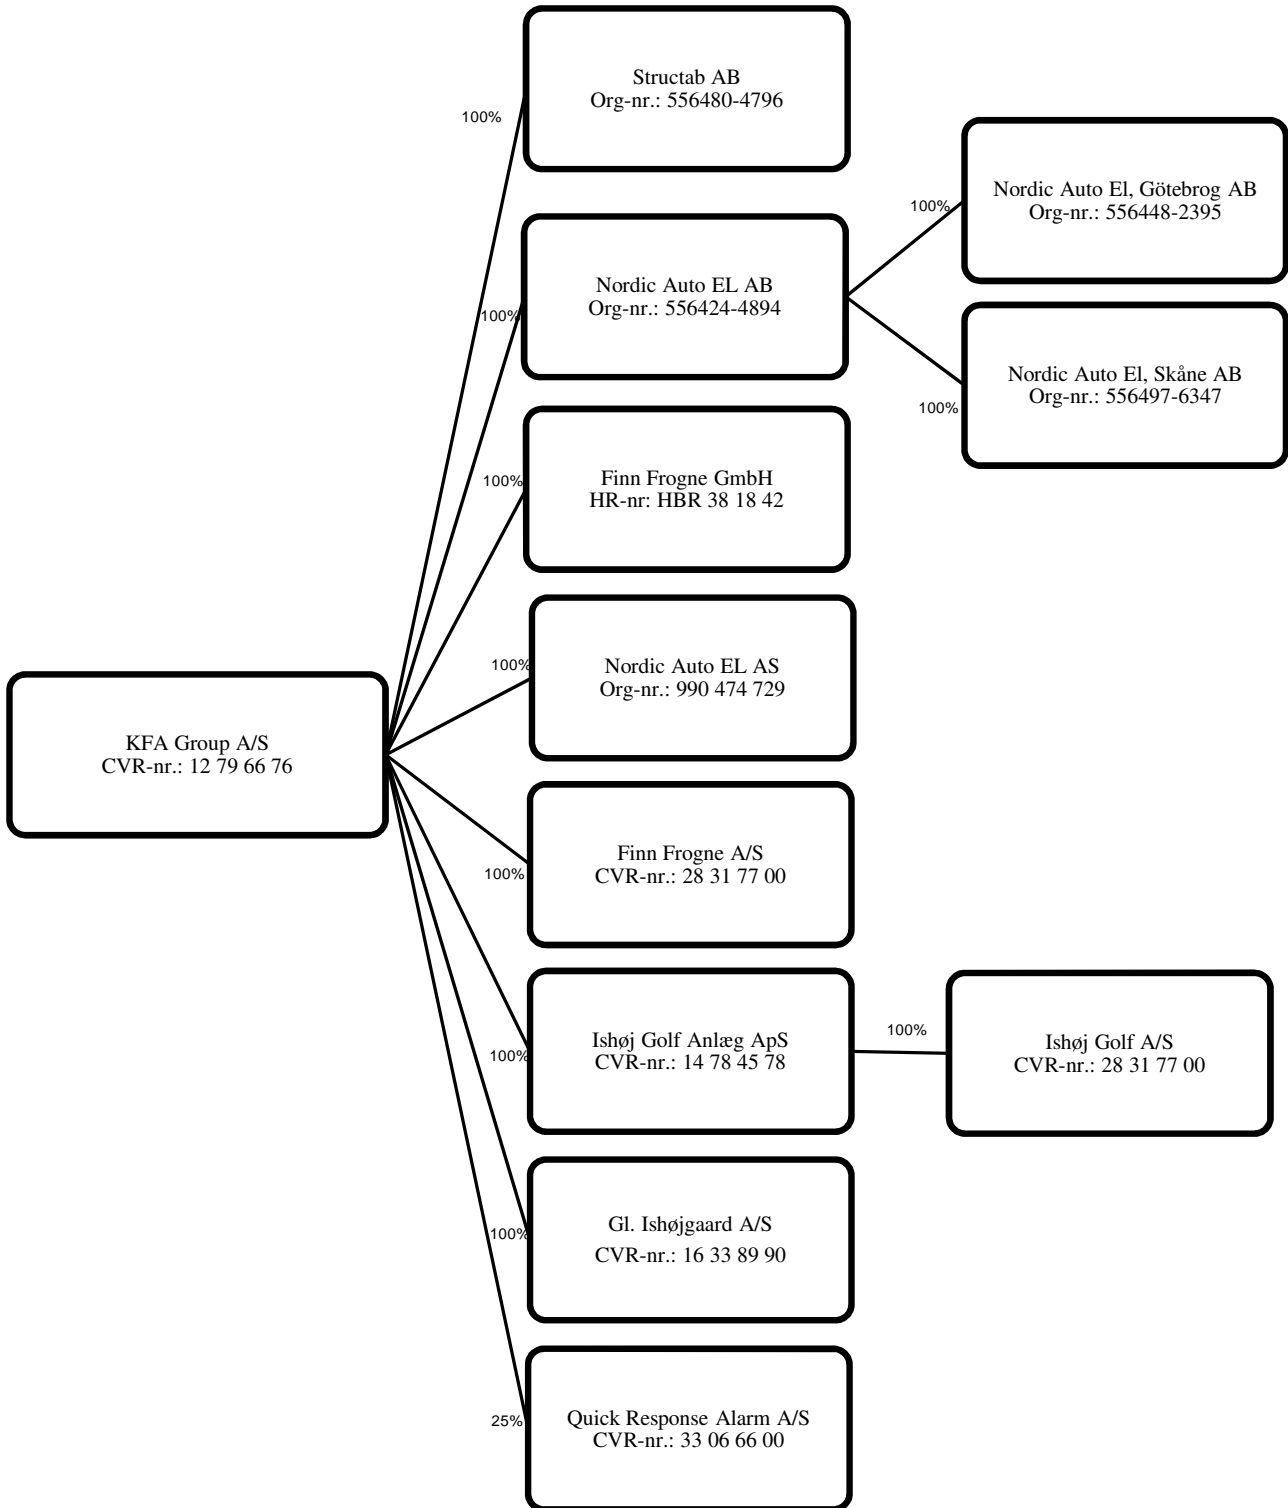 Structab AB
Org-nr.: 556480-4796
100%
Nordic Auto El, Götebrog AB
Org-nr.: 556448-2395
100%
Nordic Auto EL AB
Org-nr.: 556424-4894
100%
Nordic Auto El, Skåne AB
Org-nr.: 556497-6347
100%
Finn Frogne GmbH
HR-nr: HBR 38 18 42
100%
Nordic Auto EL AS
Org-nr.: 990 474 729
100%
KFA Group A/S
CVR-nr.: 12 79 66 76
Finn Frogne A/S
CVR-nr.: 28 31 77 00
100%
Ishøj Golf Anlæg ApS
CVR-nr.: 14 78 45 78
100%
100%
Ishøj Golf A/S
CVR-nr.: 28 31 77 00
Gl. Ishøjgaard A/S
CVR-nr.: 16 33 89 90
100%
Quick Response Alarm A/S
CVR-nr.: 33 06 66 00
25%